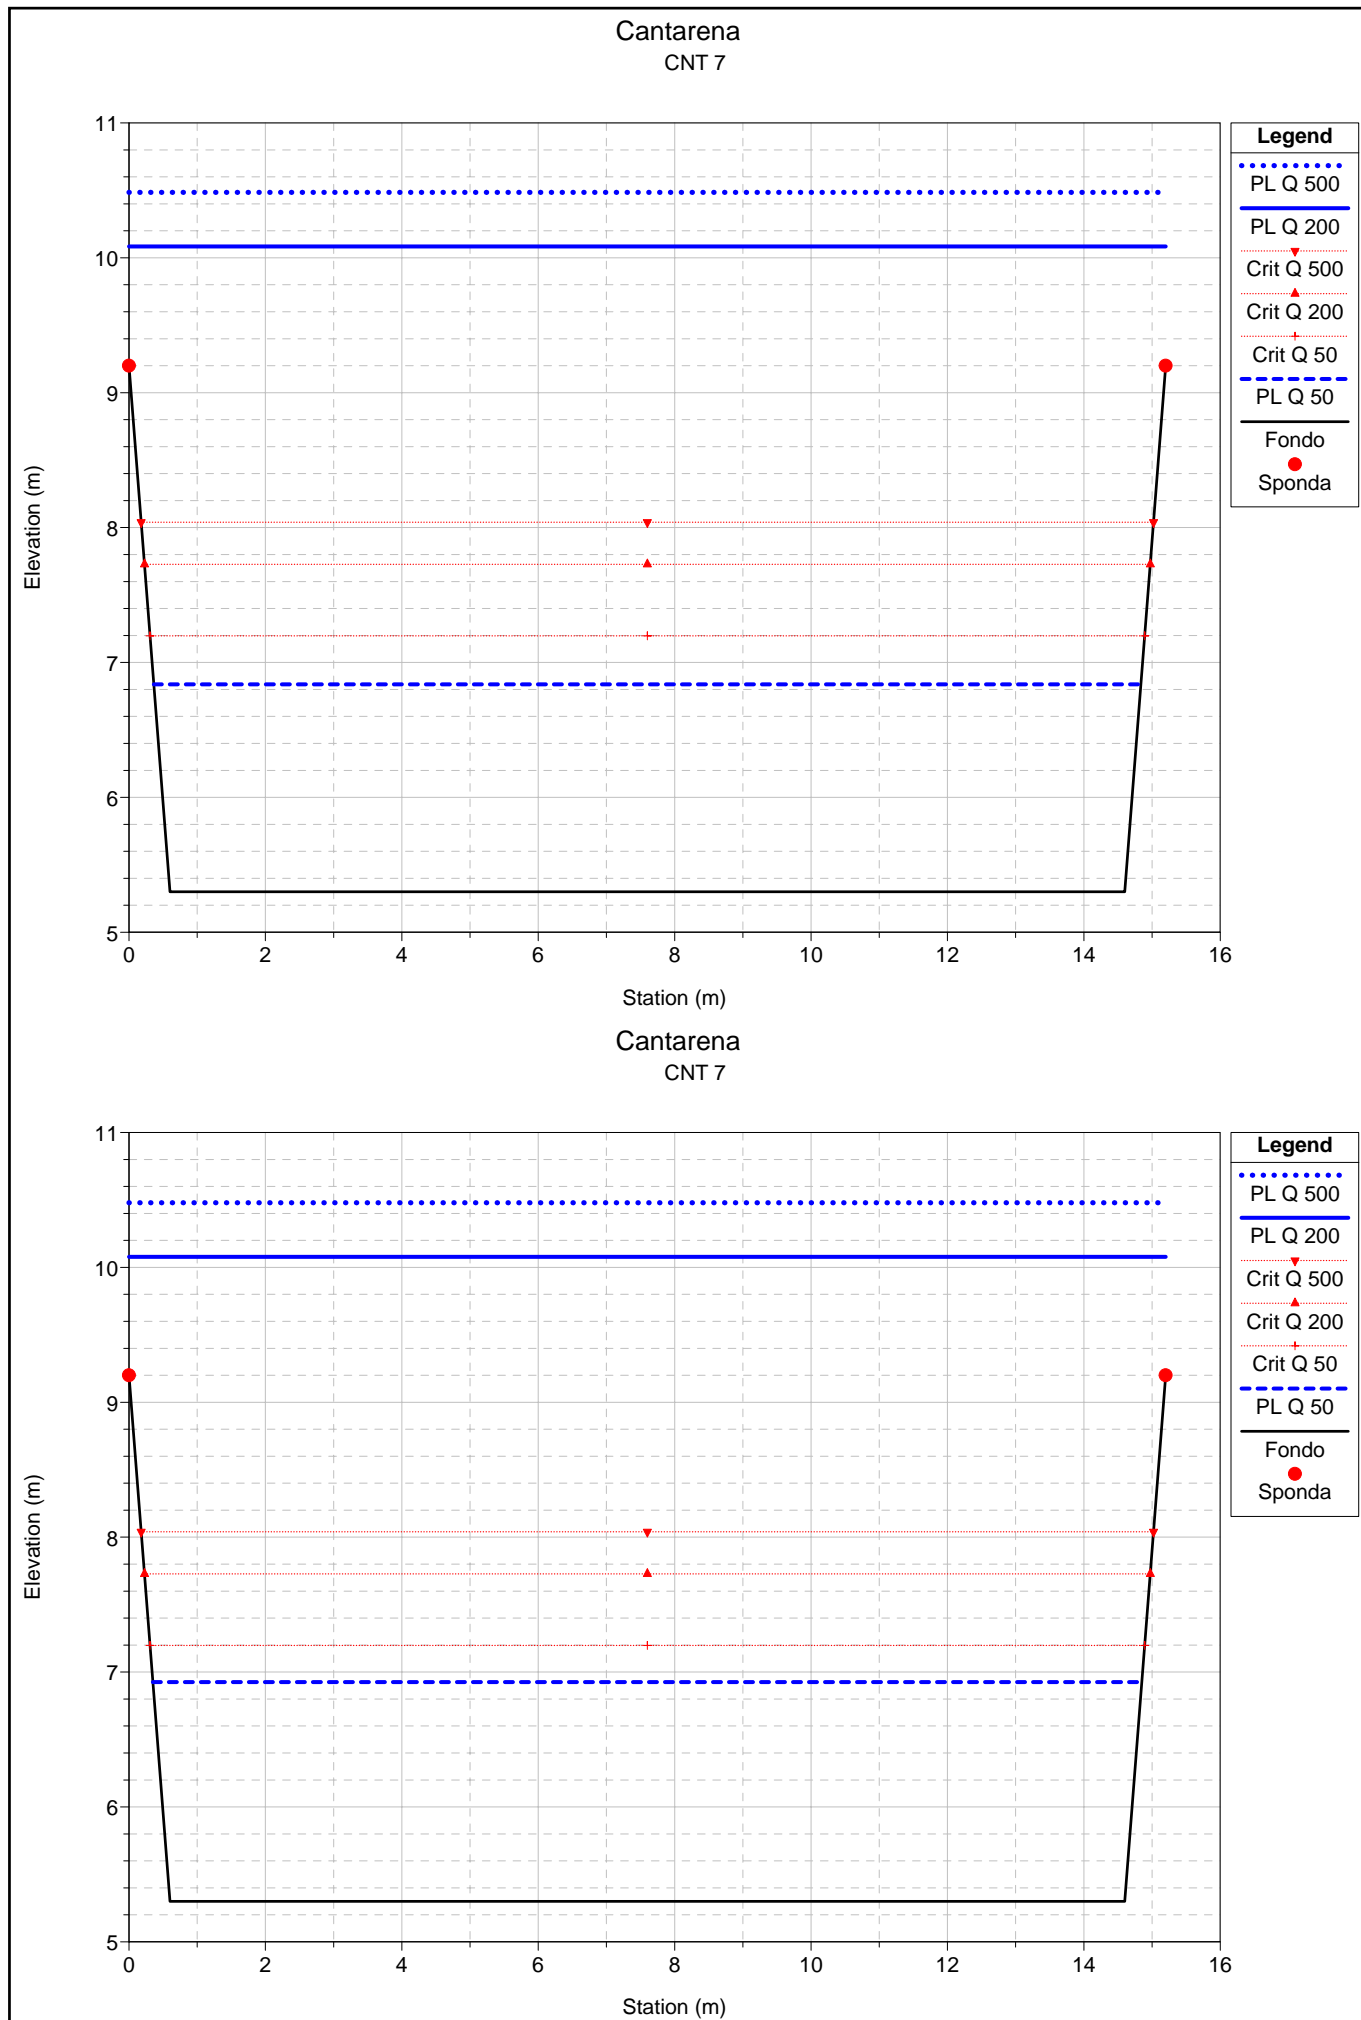 Cantarena
CNT 7
11
10
9
8
7
6
5
Elevation (m)
0 2 4 6 8 10 12 14 16
Station (m)
Legend
PL Q 500
PL Q 200
Crit Q 500
Crit Q 200
Crit Q 50
PL Q 50
Fondo
Sponda
Cantarena
CNT 7
11
10
9
8
7
6
5
Elevation (m)
0 2 4 6 8 10 12 14 16
Station (m)
Legend
PL Q 500
PL Q 200
Crit Q 500
Crit Q 200
Crit Q 50
PL Q 50
Fondo
Sponda